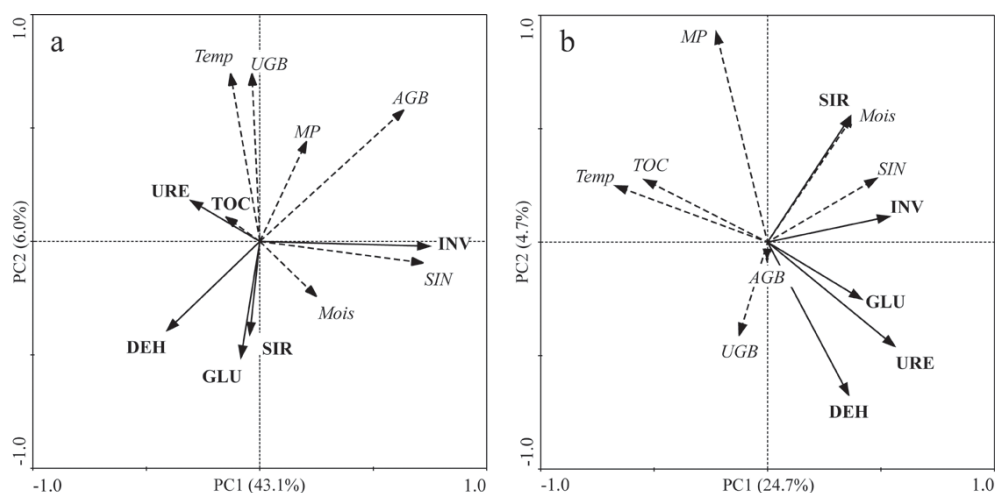 a
1.0
Temp
UGB
AGB
MP
URE
TOC
INV
SIN
Mois
DEH
SIR
GLU
PC2 (6.0%)
-1.0
-1.0
PC1 (43.1%)
1.0
b
1.0
MP
SIR
Mois
TOC
SIN
Temp
INV
AGB
GLU
UGB
URE
DEH
PC2 (4.7%)
-1.0
-1.0
PC1 (24.7%)
1.0